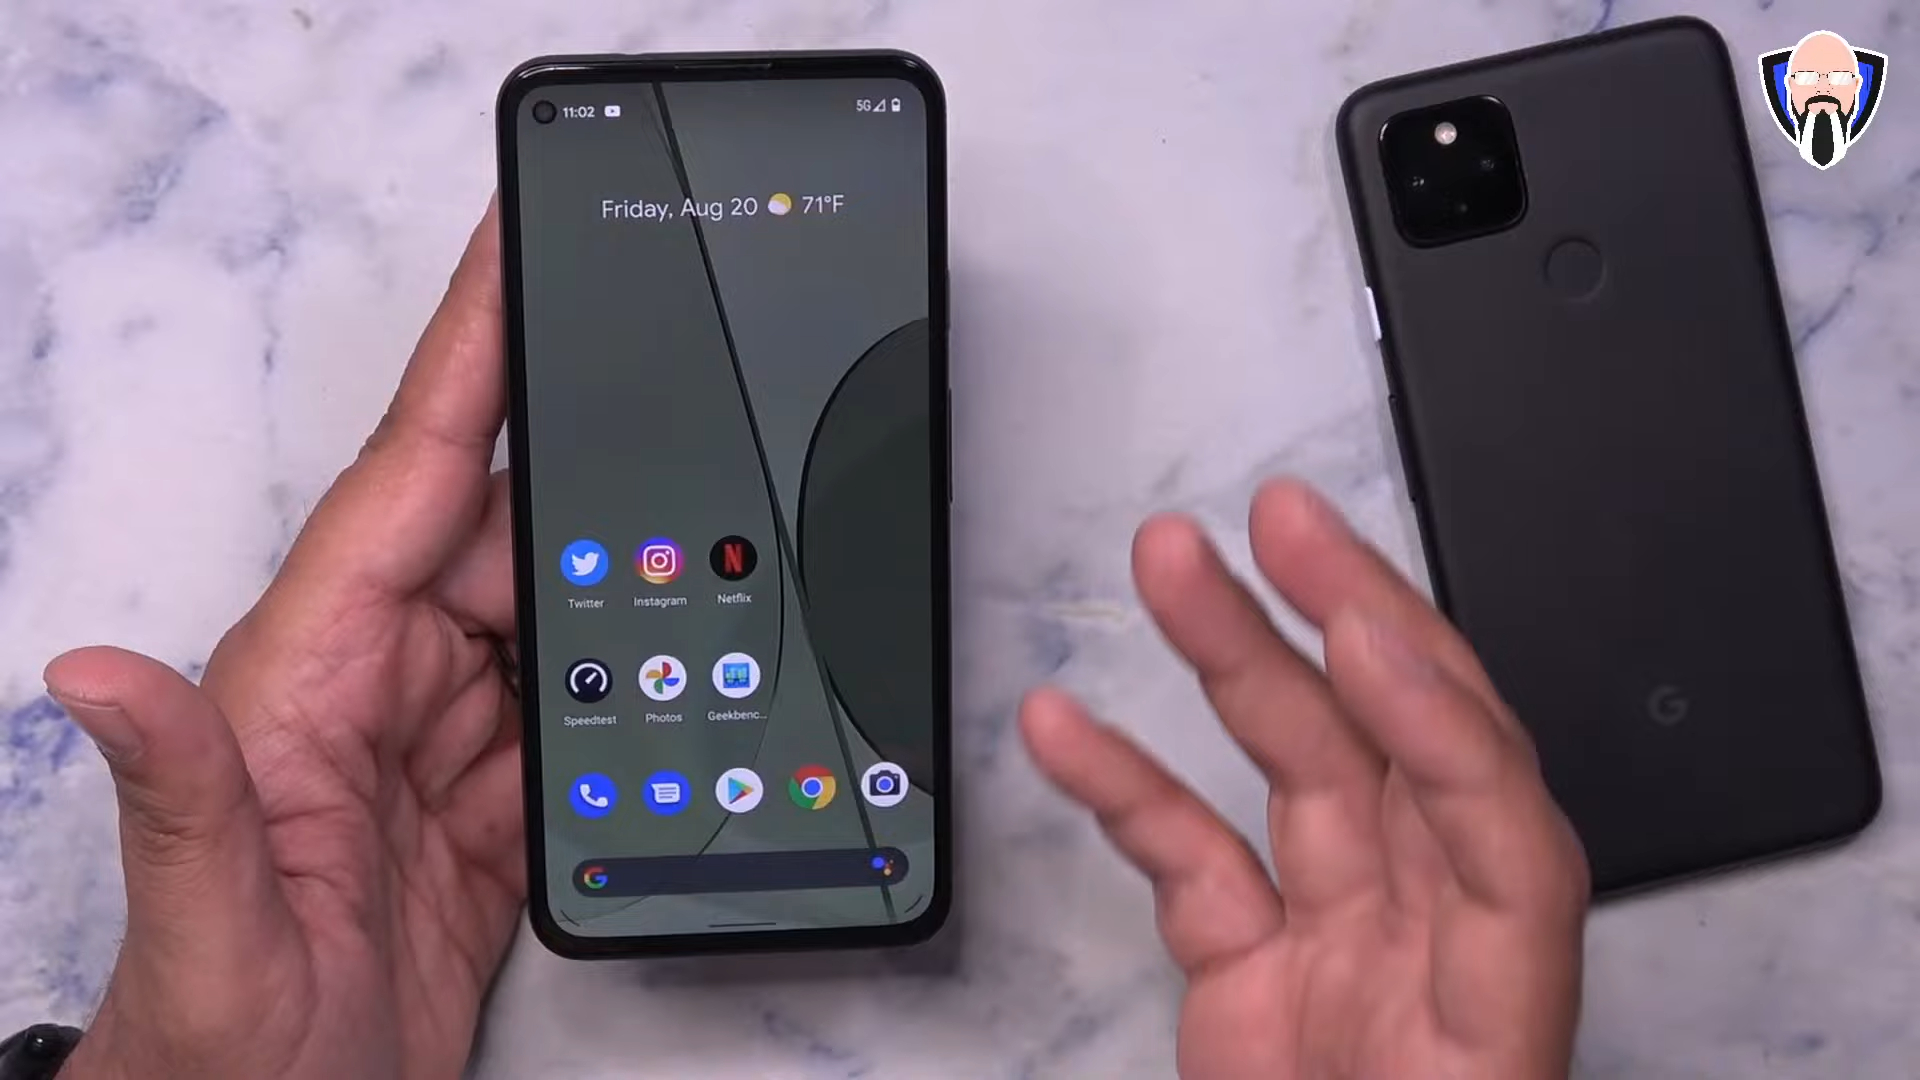 11:02 5G
Friday, Aug 20 71°F
Twitter Instagram Netflix
Speedtest Photos Geekbenc...